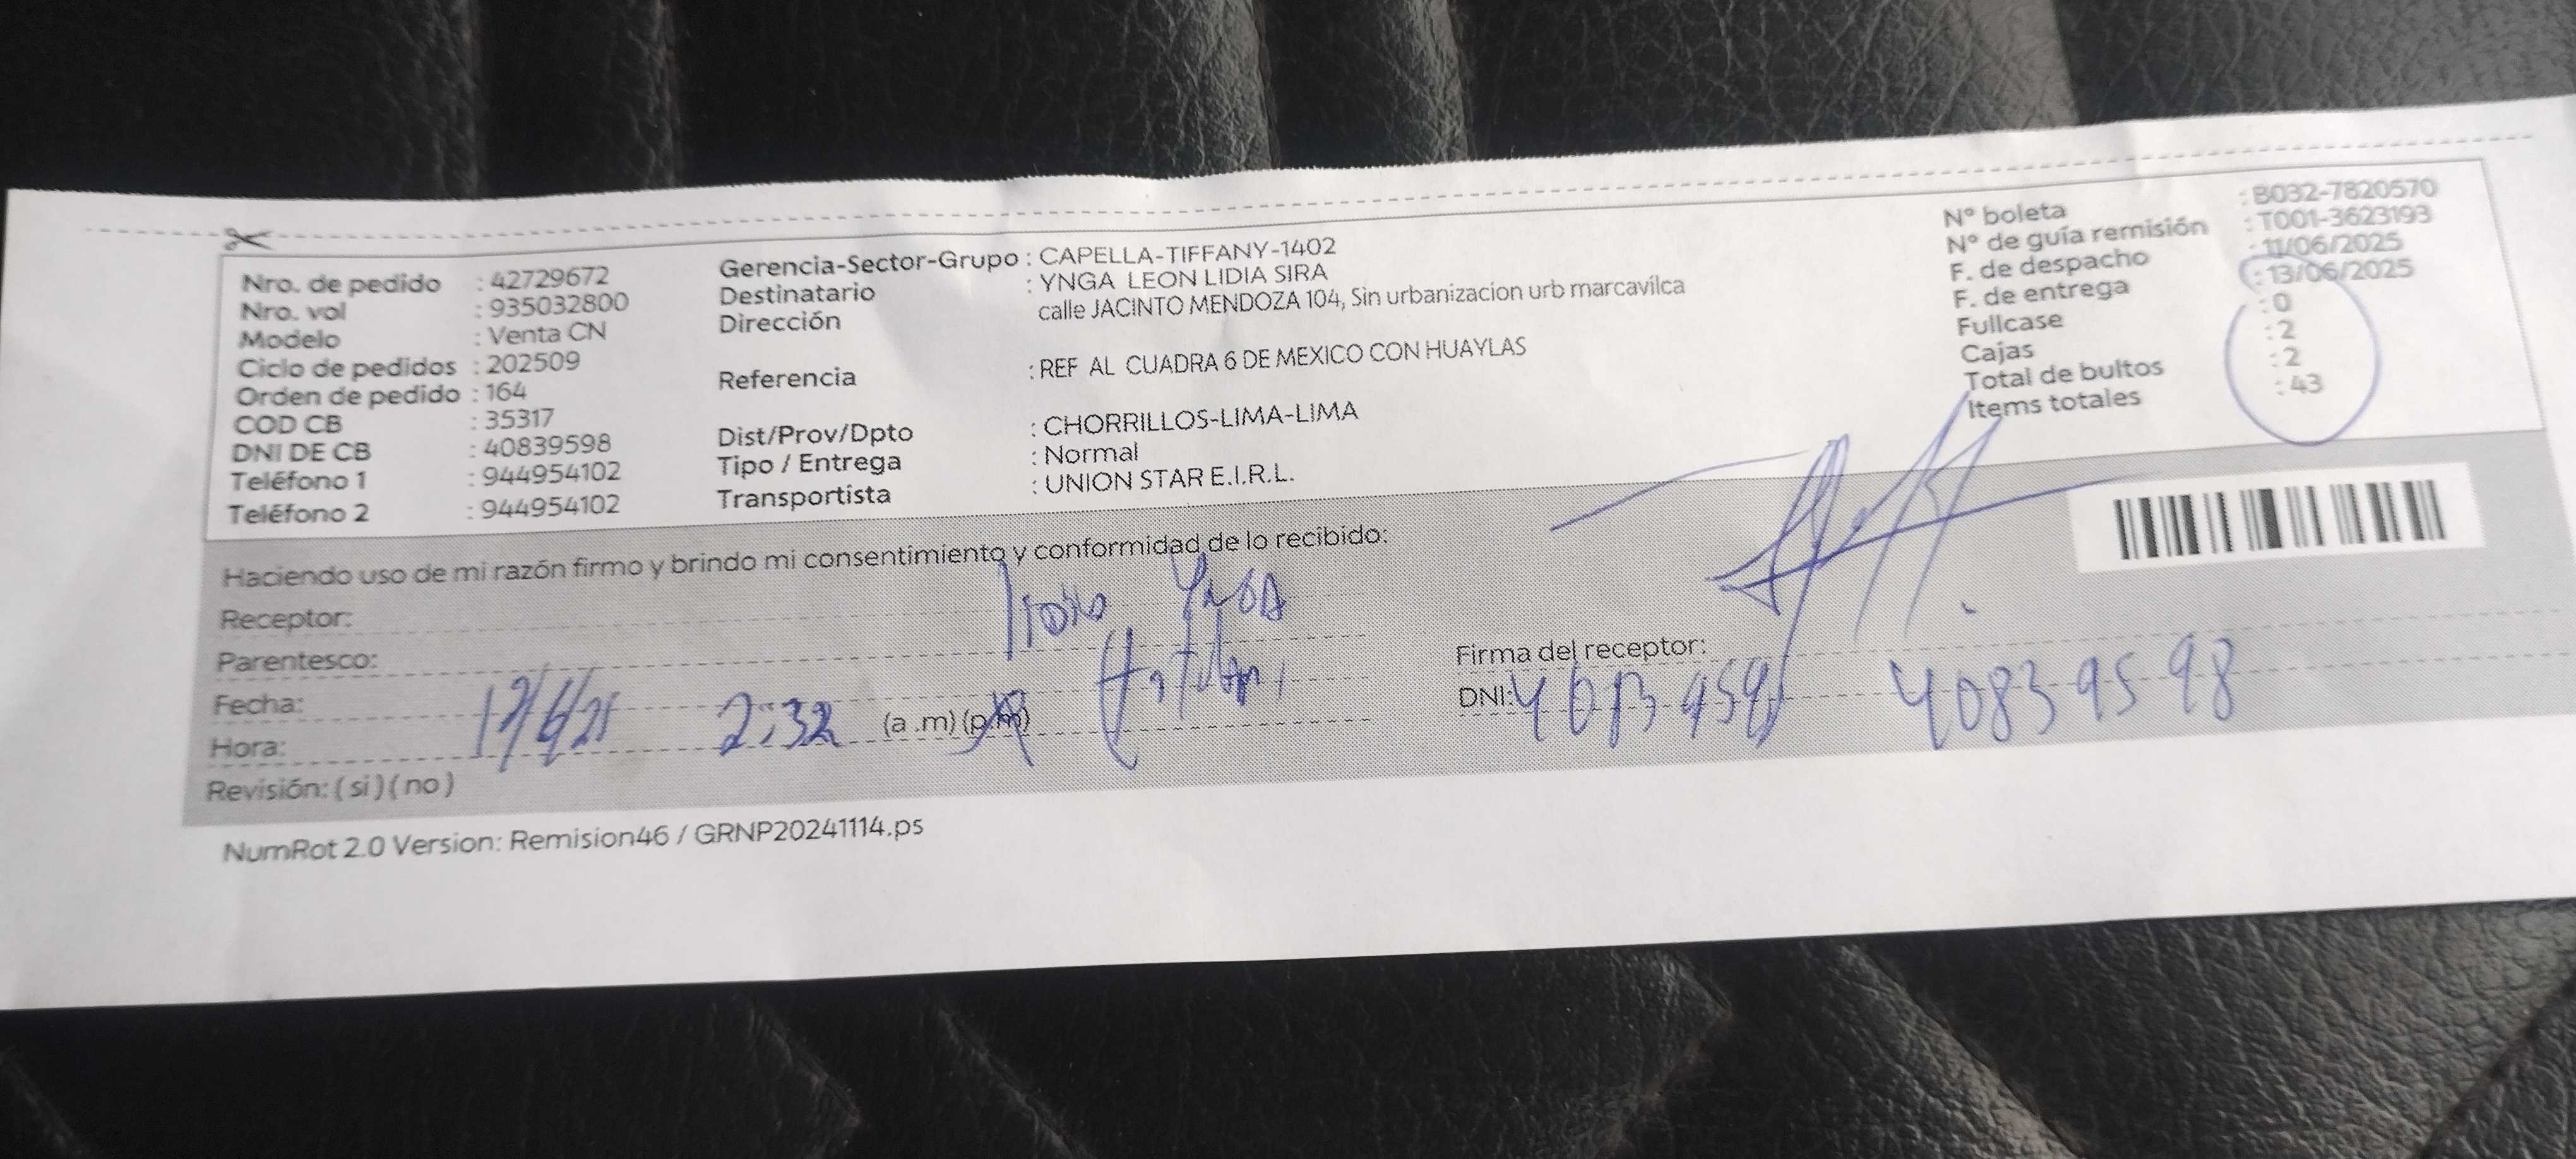 Nro. de pedido : 42729672
Nro. vol : 935032800
Modelo : Venta CN
Ciclo de pedidos : 202509
Orden de pedido : 164
COD CB : 35317
DNI DE CB : 40839598
Teléfono 1 : 944954102
Teléfono 2 : 944954102
Gerencia-Sector-Grupo : CAPELLA-TIFFANY-1402
Destinatario : YNGA LEON LIDIA SIRA
Dirección calle JACINTO MENDOZA 104, Sin urbanizacion urb marcavilca
Referencia : REF AL CUADRA 6 DE MEXICO CON HUAYLAS
Dist/Prov/Dpto : CHORRILLOS-LIMA-LIMA
Tipo / Entrega : Normal
Transportista : UNION STAR E.I.R.L.
N° boleta : B032-7820570
N° de guía remisión : T001-3623193
F. de despacho : 11/06/2025
F. de entrega : 13/06/2025
Fullcase : 0
Cajas : 2
Total de bultos : 2
Items totales : 43
Haciendo uso de mi razón firmo y brindo mi consentimiento y conformidad de lo recibido:
Receptor: Ynga
Parentesco:
Fecha:
Hora: 2:32 (a .m) (p.m)
Revisión: ( si ) ( no )
Firma del receptor:
DNI: 40839598
NumRot 2.0 Version: Remision46 / GRNP20241114.ps